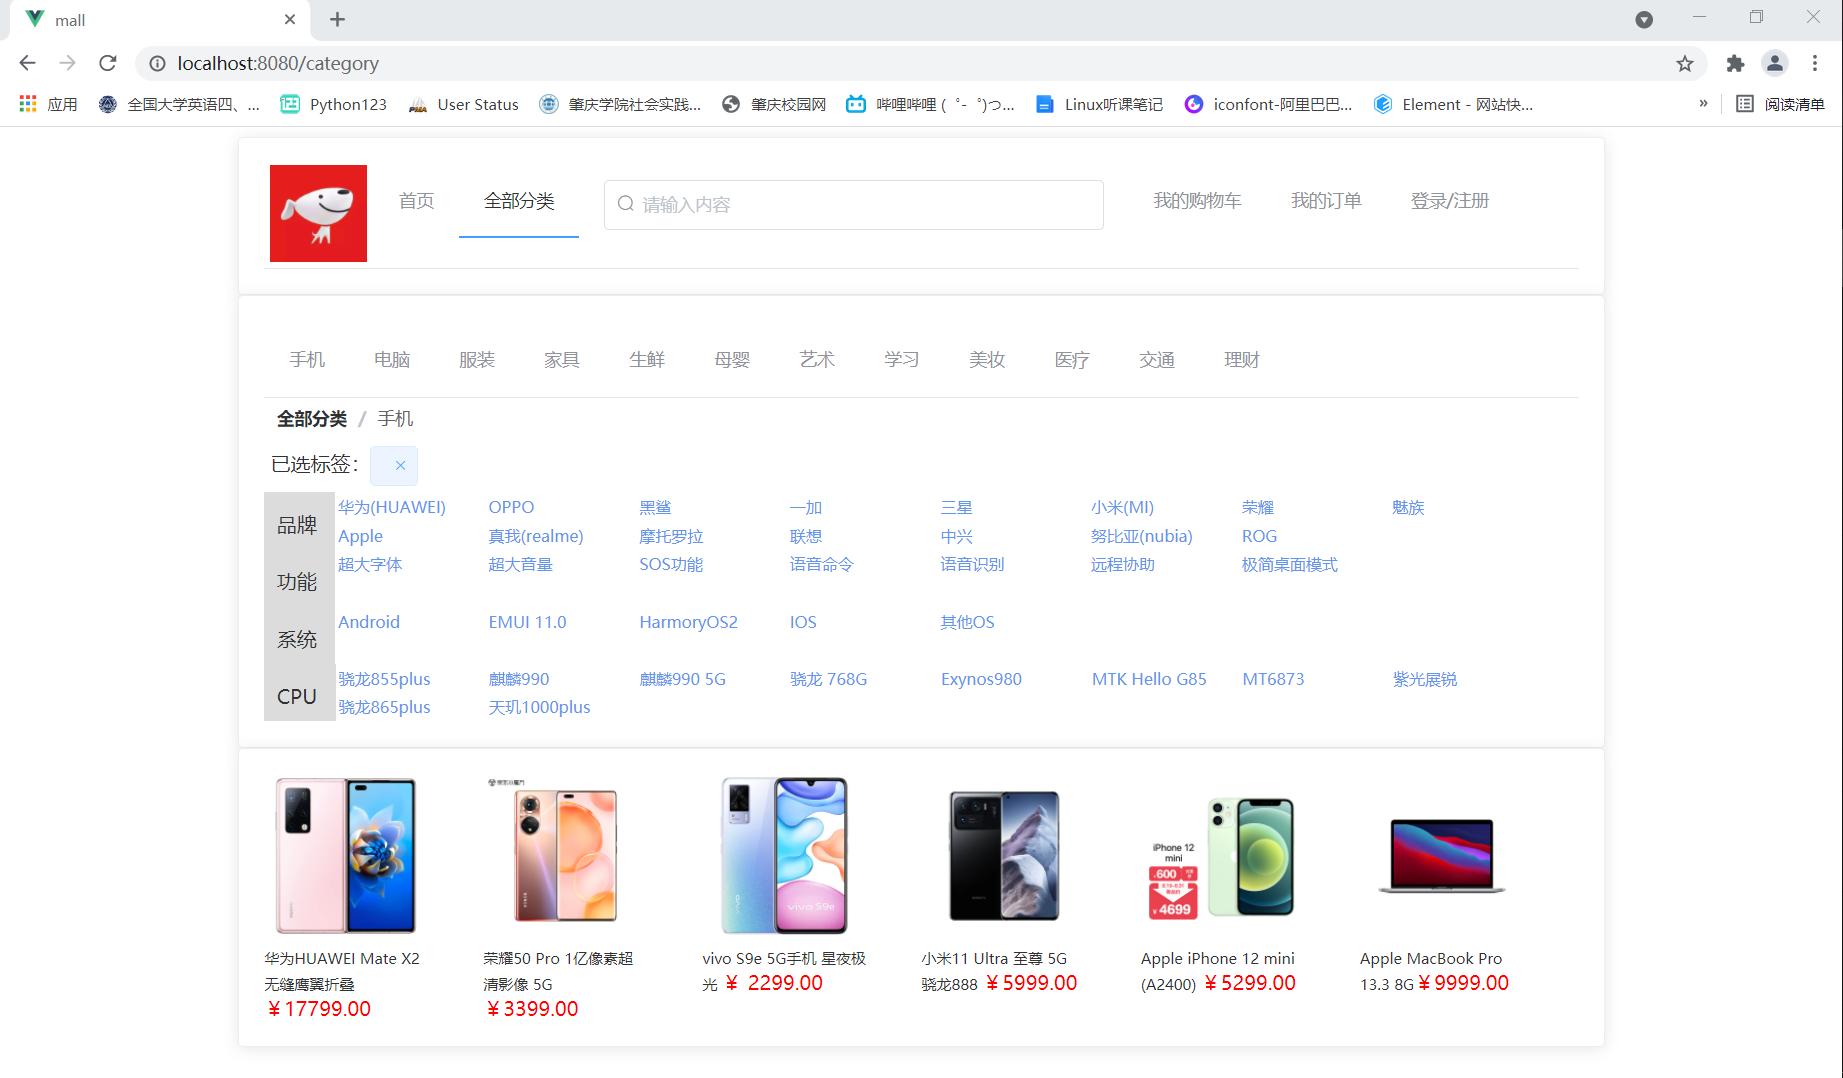 mall
localhost:8080/category
应用 全国大学英语四、... Python123 User Status 肇庆学院社会实践... 肇庆校园网 哔哩哔哩 (゜-゜)つ... Linux听课笔记 iconfont-阿里巴巴... Element - 网站快... » 阅读清单
首页 全部分类 请输入内容 我的购物车 我的订单 登录/注册
手机 电脑 服装 家具 生鲜 母婴 艺术 学习 美妆 医疗 交通 理财
全部分类 / 手机
已选标签：
品牌
华为(HUAWEI) OPPO 黑鲨 一加 三星 小米(MI) 荣耀 魅族
Apple 真我(realme) 摩托罗拉 联想 中兴 努比亚(nubia) ROG
功能
超大字体 超大音量 SOS功能 语音命令 语音识别 远程协助 极简桌面模式
系统
Android EMUI 11.0 HarmoryOS2 IOS 其他OS
CPU
骁龙855plus 麒麟990 麒麟990 5G 骁龙 768G Exynos980 MTK Hello G85 MT6873 紫光展锐
骁龙865plus 天玑1000plus
华为HUAWEI Mate X2
无缝鹰翼折叠
￥17799.00
荣耀50 Pro 1亿像素超
清影像 5G
￥3399.00
vivo S9e
vivo S9e 5G手机 星夜极
光 ￥ 2299.00
小米11 Ultra 至尊 5G
骁龙888 ￥5999.00
iPhone 12
mini
600
¥4699
Apple iPhone 12 mini
(A2400) ￥5299.00
Apple MacBook Pro
13.3 8G￥9999.00